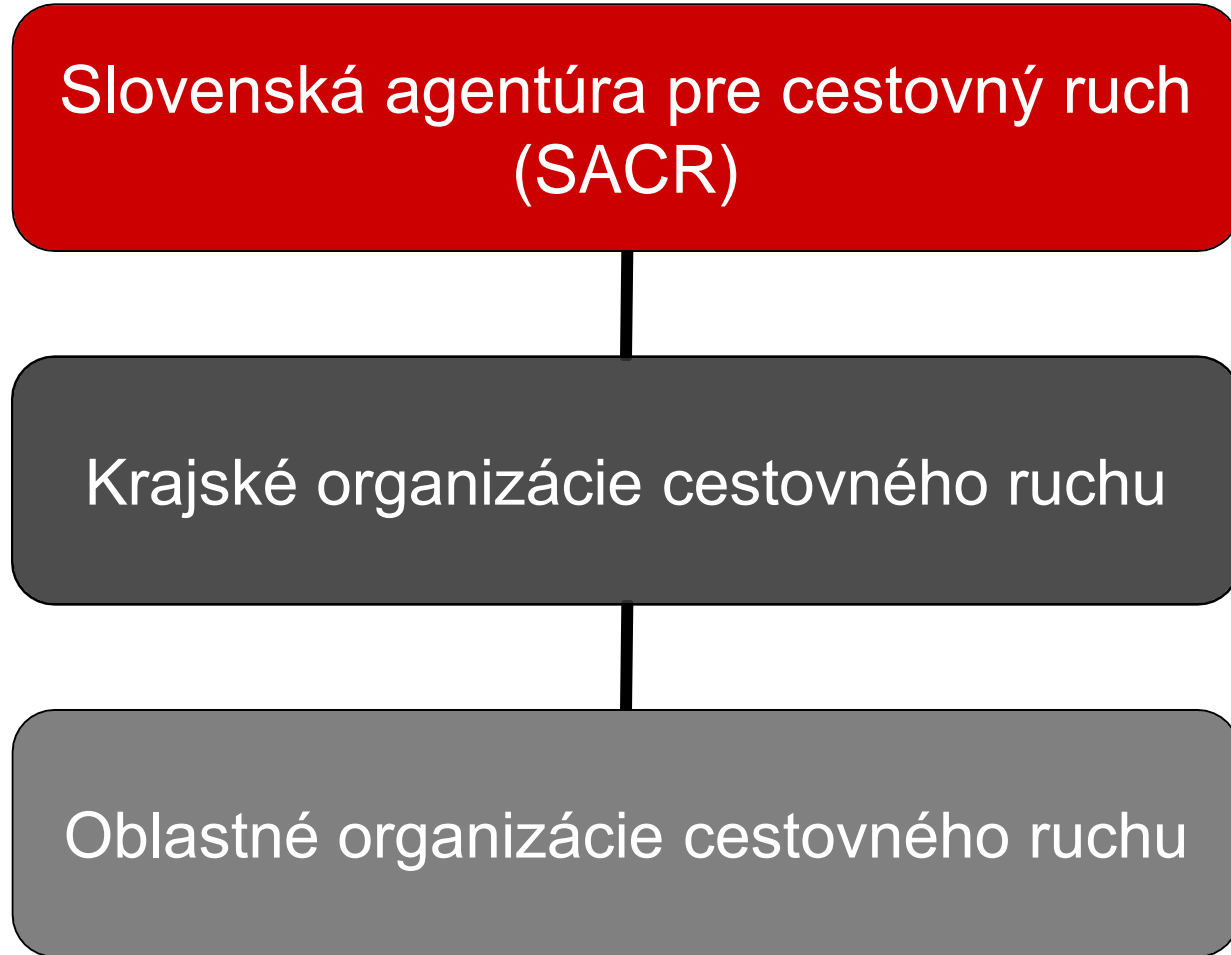 Slovenská agentúra pre cestovný ruch
(SACR)
Krajské organizácie cestovného ruchu
Oblastné organizácie cestovného ruchu